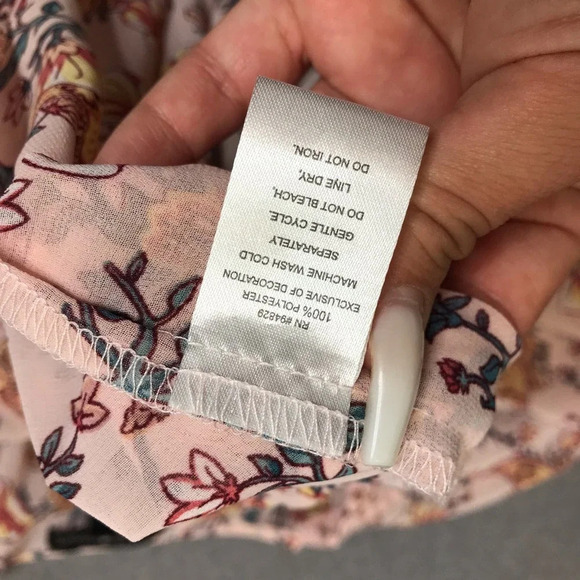 RN #94829
100% POLYESTER
EXCLUSIVE OF DECORATION
MACHINE WASH COLD
SEPARATELY
GENTLE CYCLE.
DO NOT BLEACH,
LINE DRY,
DO NOT IRON.